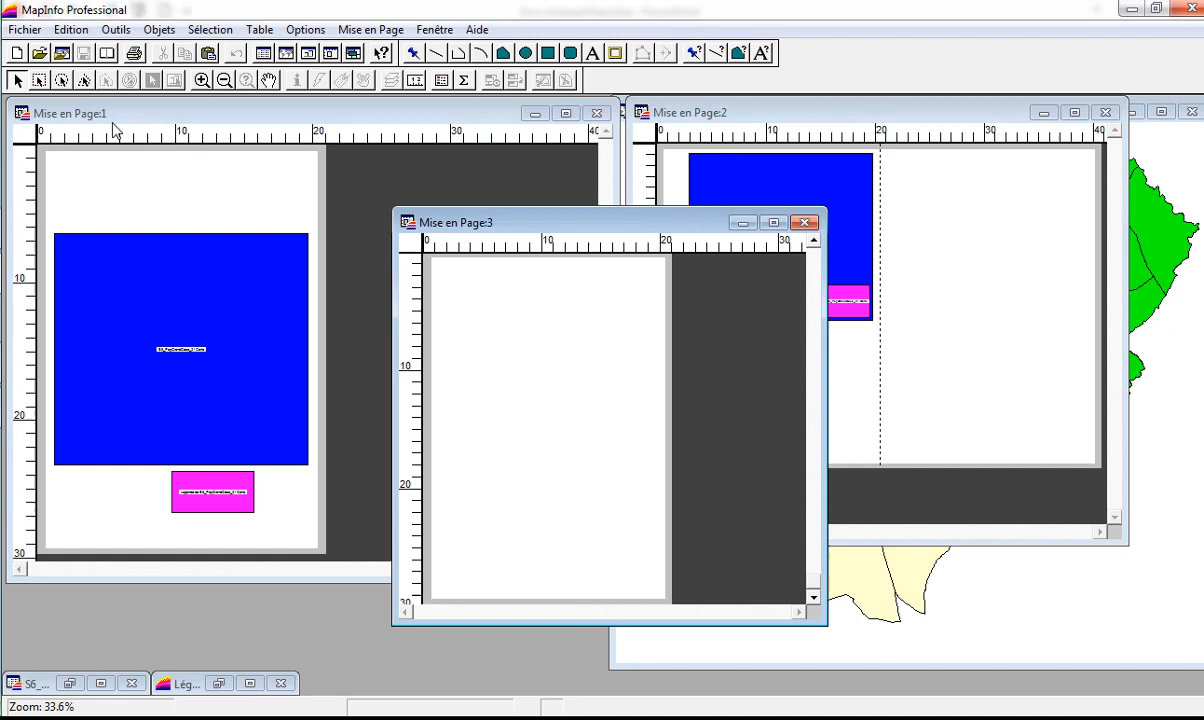 MapInfo Professional
Fichier Edition Outils Objets Sélection Table Options Mise en Page Fenêtre Aide
Mise en Page:1
0 10 20 30 40
10
20
30
Mise en Page:2
0 10 20 30 40
Mise en Page:3
0 10 20 30
10
20
30
S6_...
Lég...
Zoom: 33.6%